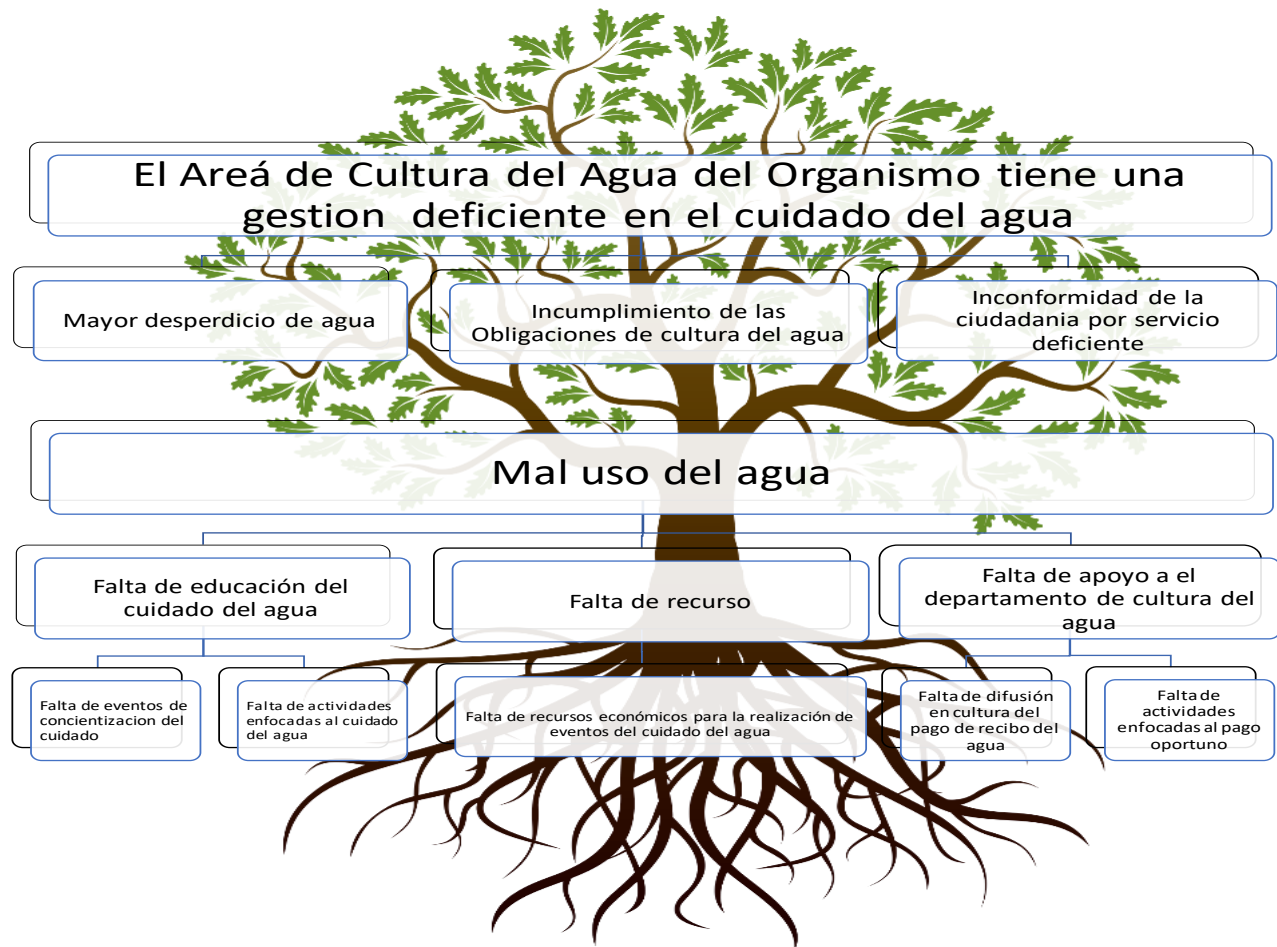 El Areá de Cultura del Agua del Organismo tiene una
gestion deficiente en el cuidado del agua
Mayor desperdicio de agua
Incumplimiento de las
Obligaciones de cultura del agua
Inconformidad de la
ciudadania por servicio
deficiente
Mal uso del agua
Falta de educación del
cuidado del agua
Falta de recurso
Falta de apoyo a el
departamento de cultura del
agua
Falta de eventos de
concientizacion del
cuidado
Falta de actividades
enfocadas al cuidado
del agua
Falta de recursos económicos para la realización de
eventos del cuidado del agua
Falta de difusión
en cultura del
pago de recibo del
agua
Falta de
actividades
enfocadas al pago
oportuno